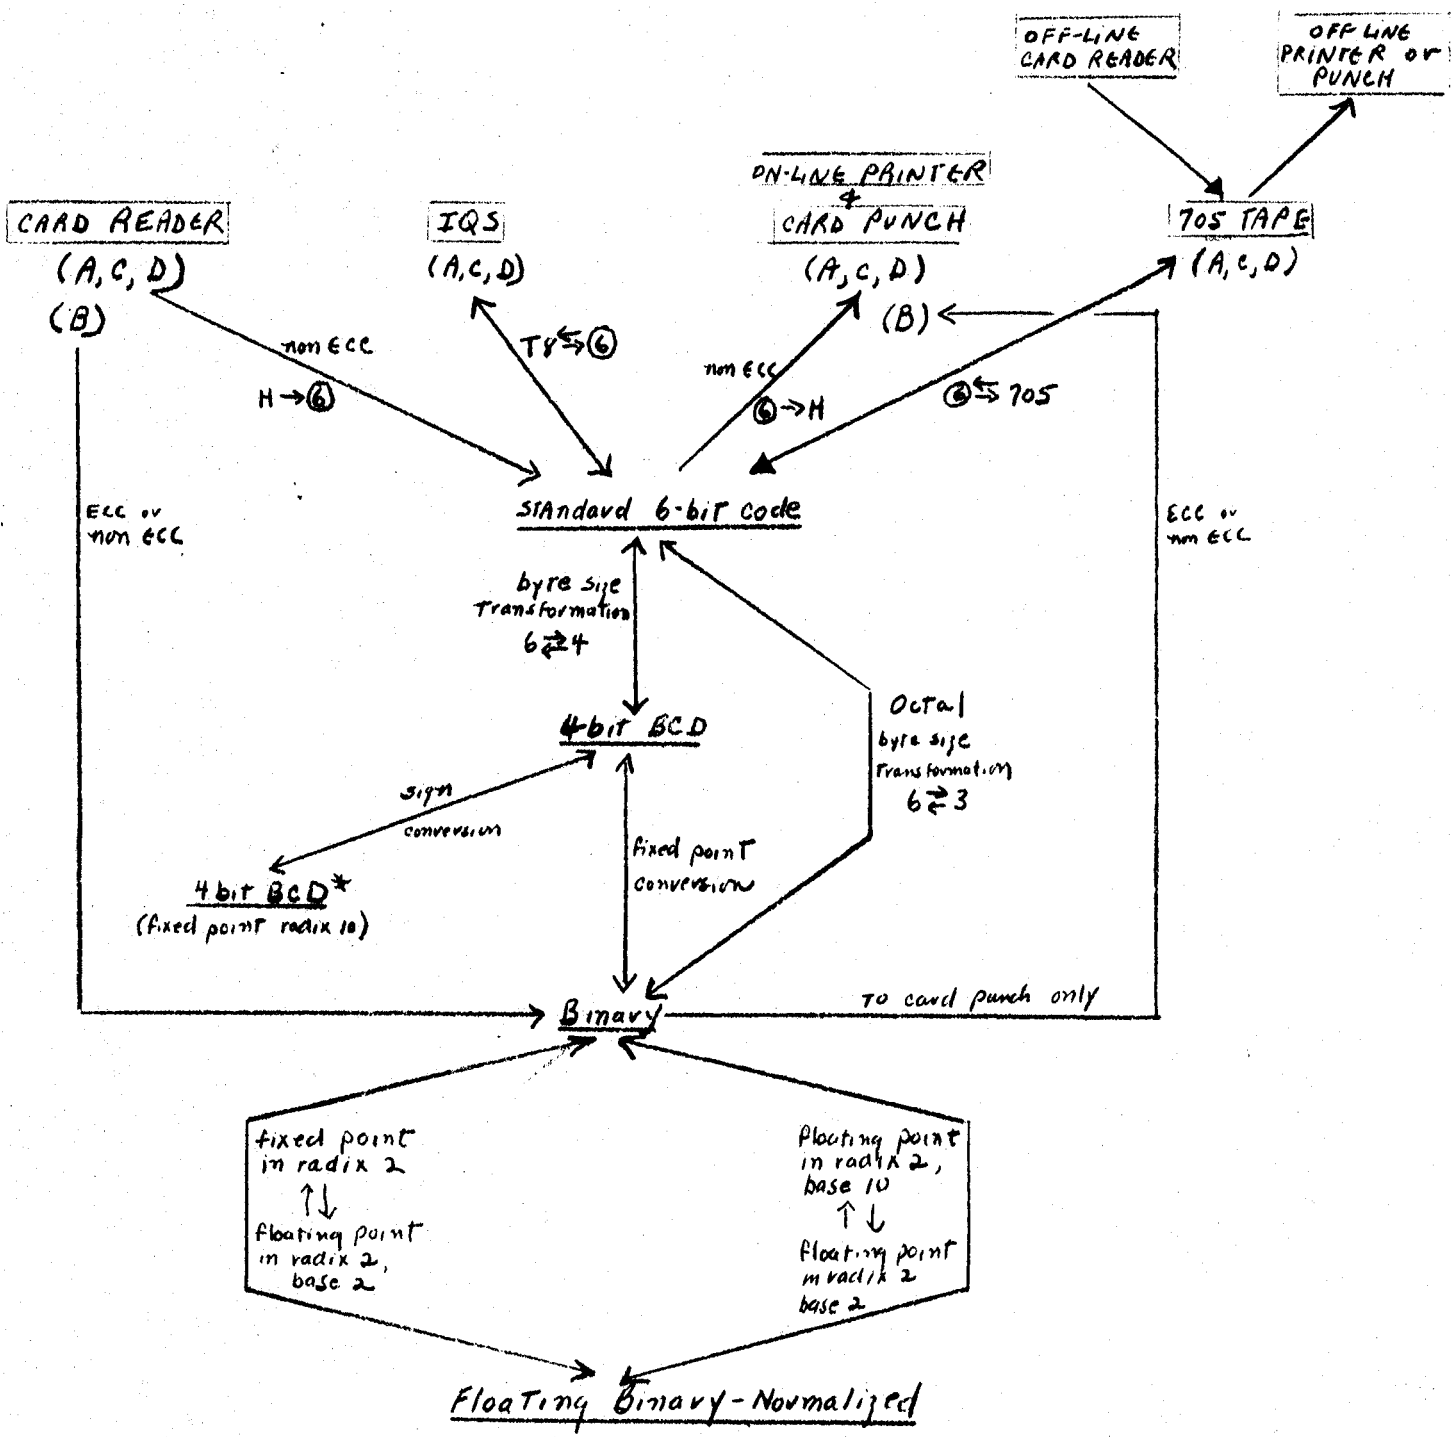 OFF-LINE
CARD READER
OFF LINE
PRINTER or
PUNCH
ON-LINE PRINTER
&
CARD PUNCH
(A, C, D)
(B)
CARD READER
(A, C, D)
(B)
IQS
(A, C, D)
705 TAPE
(A, C, D)
non ECC
H → ⑥
T8 ⇆ ⑥
non ECC
⑥ → H
⑥ ⇆ 705
Standard 6-bit code
ECC or
non ECC
ECC or
non ECC
byte size
Transformation
6 ⇄ 4
4-bit BCD
Octal
byte size
Transformation
6 ⇄ 3
sign
conversion
4 bit BCD*
(fixed point radix 10)
fixed point
conversion
Binary
TO card punch only
fixed point
in radix 2
↑↓
floating point
in radix 2,
base 2
floating point
in radix 2,
base 10
↑↓
floating point
in radix 2
base 2
Floating Binary - Normalized